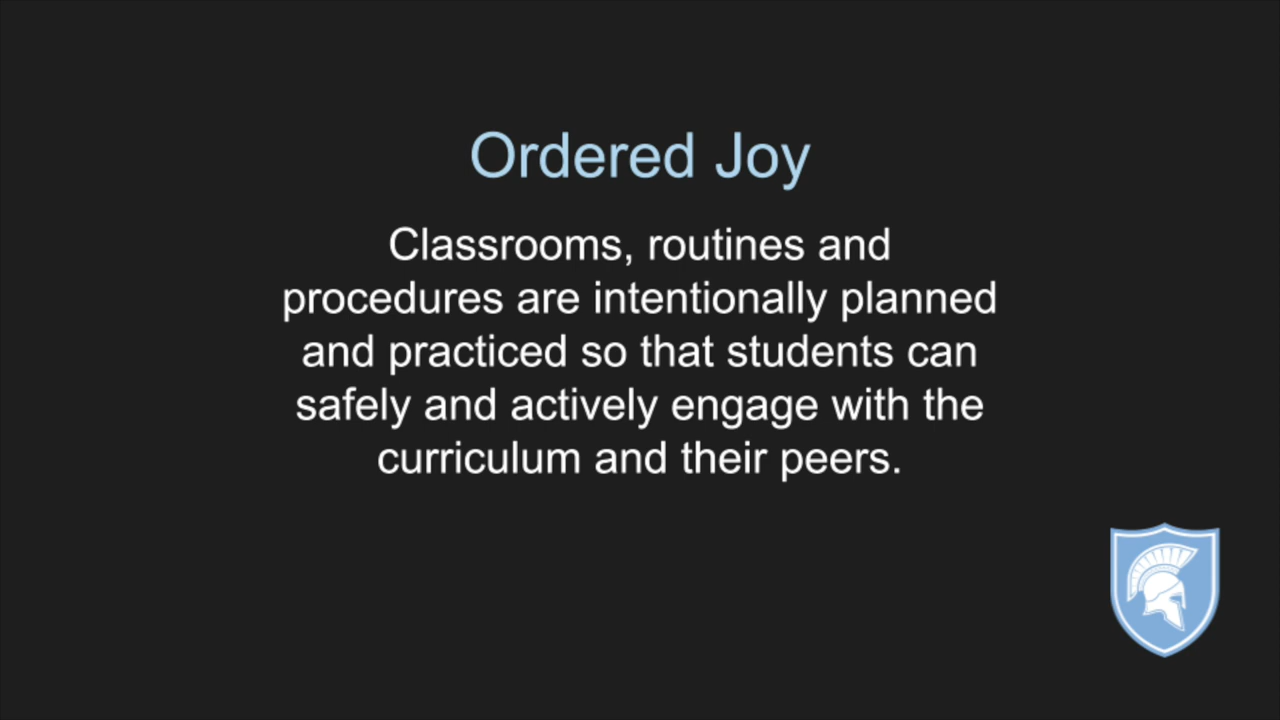 Ordered Joy
Classrooms, routines and
procedures are intentionally planned
and practiced so that students can
safely and actively engage with the
curriculum and their peers.